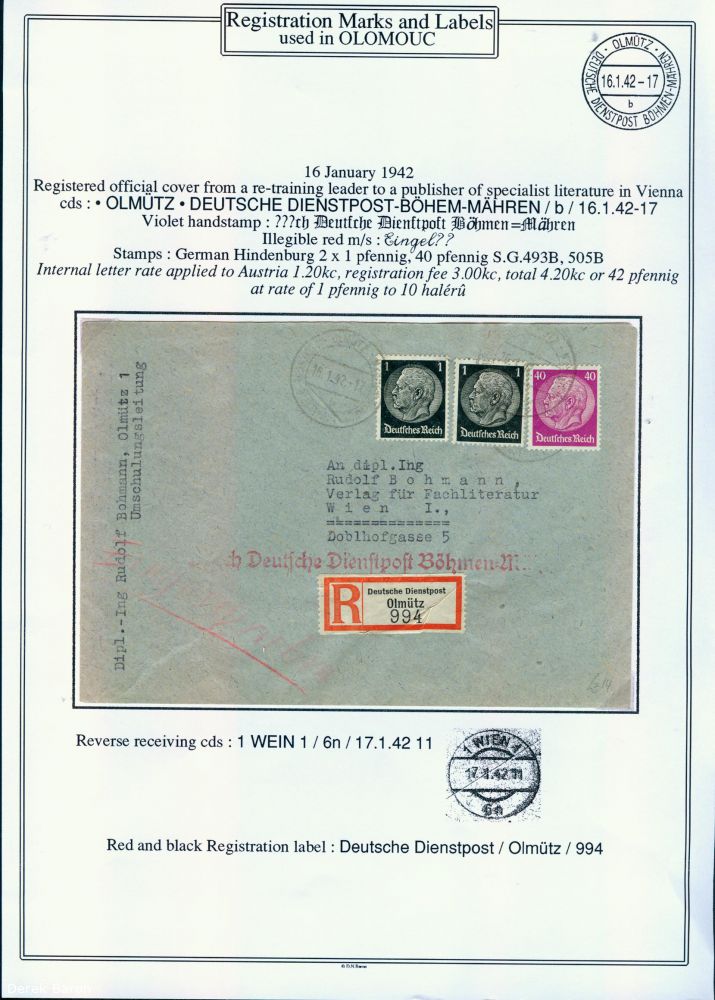 Registration Marks and Labels
used in OLOMOUC
• OLMÜTZ •
16.1.42-17
b
DEUTSCHE DIENSTPOST BÖHMEN-MÄHREN
16 January 1942
Registered official cover from a re-training leader to a publisher of specialist literature in Vienna
cds : • OLMÜTZ • DEUTSCHE DIENSTPOST-BÖHEM-MÄHREN / b / 16.1.42-17
Violet handstamp : ???ch Deutsche Dienstpost Böhmen=Mähren
Illegible red m/s : Eingel??
Stamps : German Hindenburg 2 x 1 pfennig, 40 pfennig S.G.493B, 505B
Internal letter rate applied to Austria 1.20kc, registration fee 3.00kc, total 4.20kc or 42 pfennig
at rate of 1 pfennig to 10 halérû
16.1.42-17
1 1
Deutsches Reich
1 1
Deutsches Reich
40 40
Deutsches Reich
Dipl.-Ing Rudolf Bohmann, Olmütz 1
Umschulungsleitung
An dipl.Ing
Rudolf Bohmann,
Verlag für Fachliteratur
Wien I.,
=============
Doblhofgasse 5
ch Deutsche Dienstpost Böhmen-M
R
Deutsche Dienstpost
Olmütz
994
Reverse receiving cds : 1 WEIN 1 / 6n / 17.1.42 11
1 WIEN 1
17.1.42 11
6n
Red and black Registration label : Deutsche Dienstpost / Olmütz / 994
Derek Baron